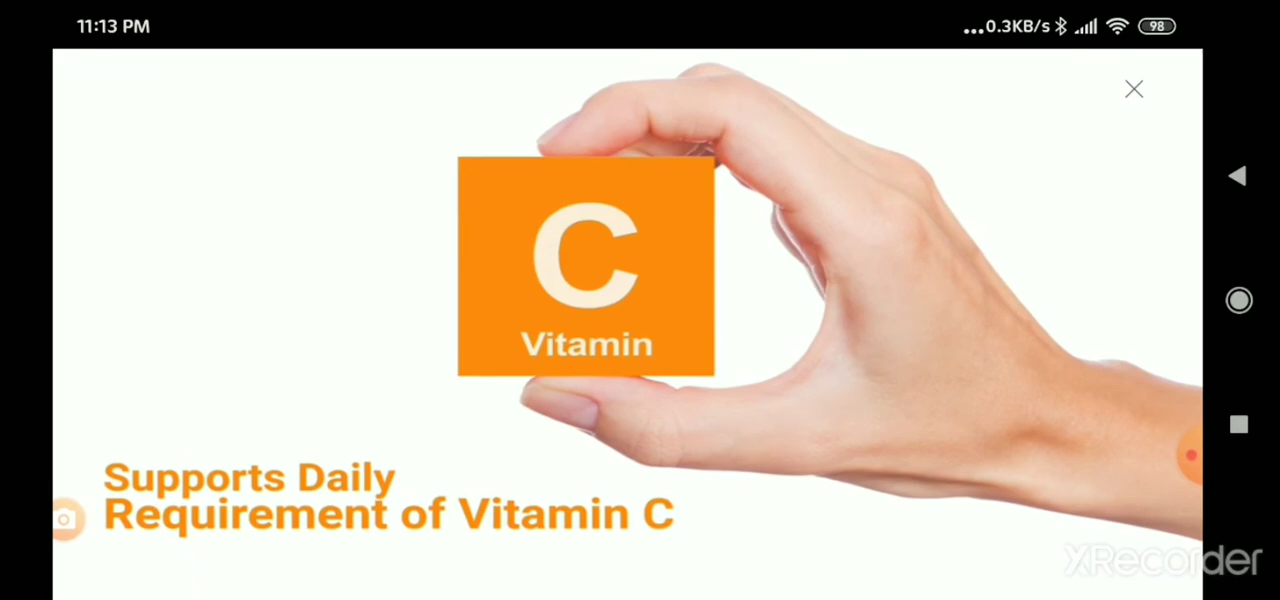 11:13 PM
...0.3KB/s
98
C
Vitamin
Supports Daily
Requirement of Vitamin C
XRecorder